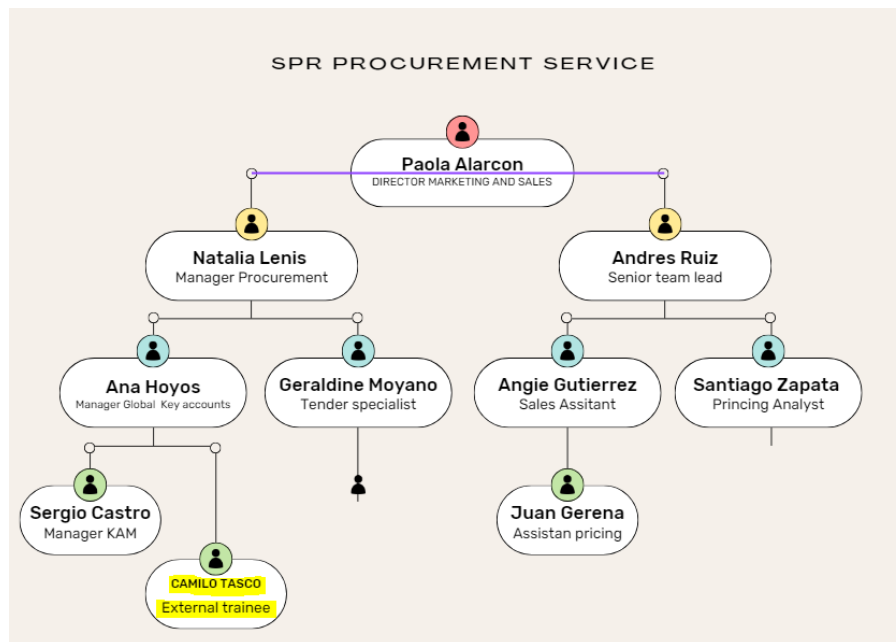 SPR PROCUREMENT SERVICE
Paola Alarcon
DIRECTOR MARKETING AND SALES
Natalia Lenis
Manager Procurement
Andres Ruiz
Senior team lead
Ana Hoyos
Manager Global Key accounts
Geraldine Moyano
Tender specialist
Angie Gutierrez
Sales Assitant
Santiago Zapata
Princing Analyst
Sergio Castro
Manager KAM
Juan Gerena
Assistan pricing
CAMILO TASCO
External trainee